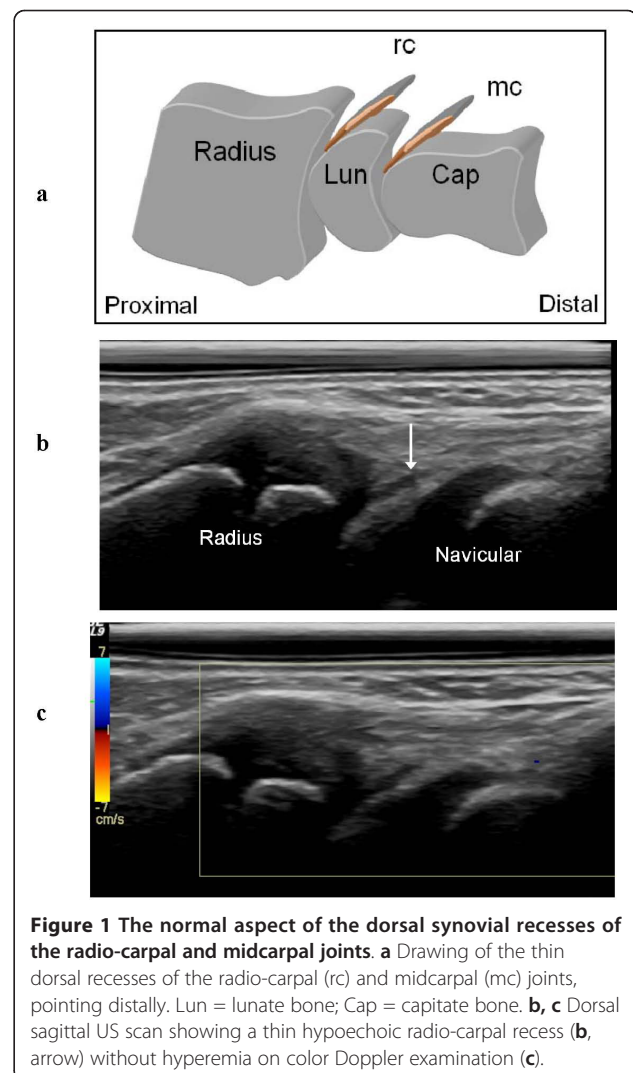 rc
mc
Radius
Lun
Cap
a
Proximal
Distal
b
Radius
Navicular
L9
7
c
-7
cm/s
Figure 1 The normal aspect of the dorsal synovial recesses of
the radio-carpal and midcarpal joints. a Drawing of the thin
dorsal recesses of the radio-carpal (rc) and midcarpal (mc) joints,
pointing distally. Lun = lunate bone; Cap = capitate bone. b, c Dorsal
sagittal US scan showing a thin hypoechoic radio-carpal recess (b,
arrow) without hyperemia on color Doppler examination (c).